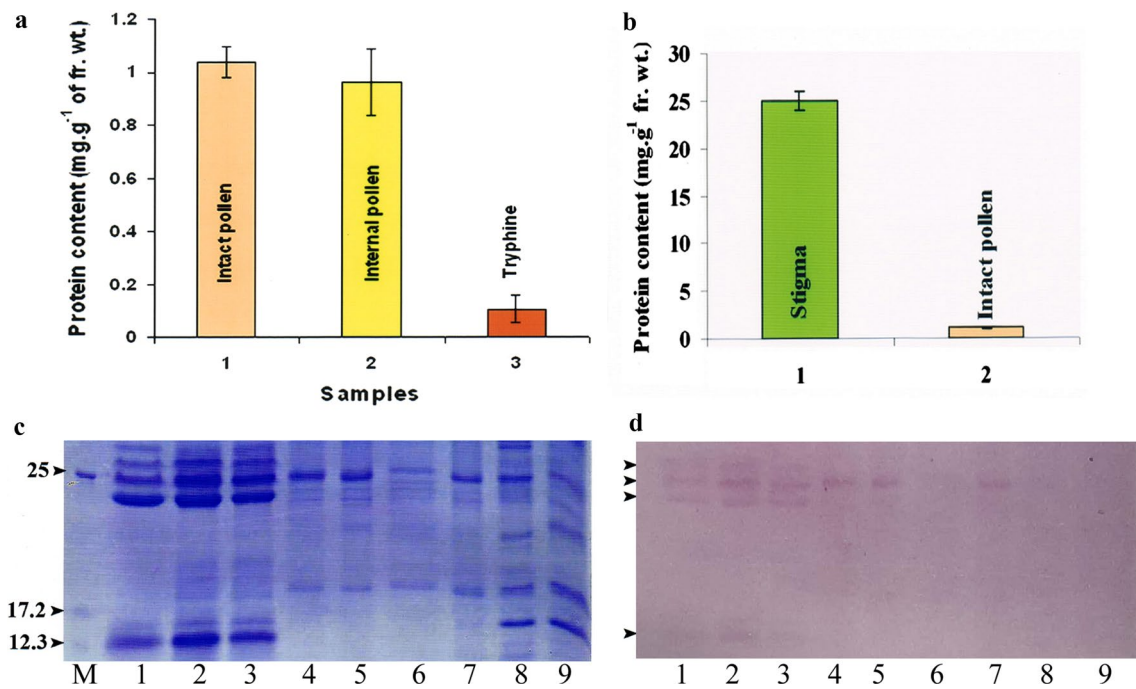 a
Protein content (mg.g-1 of fr. wt.)
1.2
1
0.8
0.6
0.4
0.2
0
Intact pollen
Internal pollen
Tryphine
1 2 3
Samples
b
Protein content (mg.g-1 fr. wt.)
30
25
20
15
10
5
0
Stigma
Intact pollen
1 2
c
25
17.2
12.3
M 1 2 3 4 5 6 7 8 9
d
1 2 3 4 5 6 7 8 9